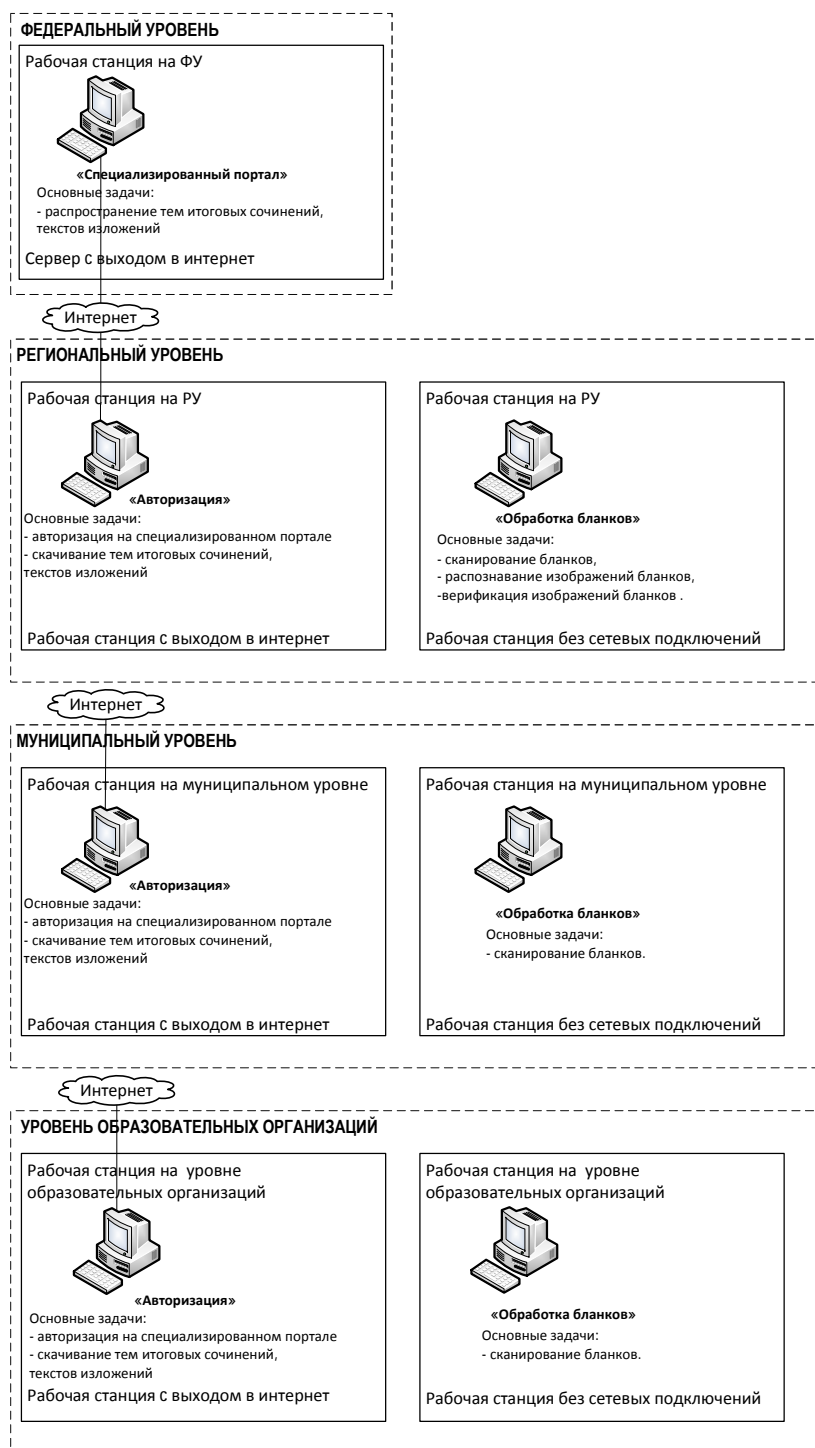 ФЕДЕРАЛЬНЫЙ УРОВЕНЬ
Рабочая станция на ФУ
«Специализированный портал»
Основные задачи:
- распространение тем итоговых сочинений,
текстов изложений
Сервер с выходом в интернет
Интернет
РЕГИОНАЛЬНЫЙ УРОВЕНЬ
Рабочая станция на РУ
«Авторизация»
Основные задачи:
- авторизация на специализированном портале
- скачивание тем итоговых сочинений,
текстов изложений
Рабочая станция с выходом в интернет
Рабочая станция на РУ
«Обработка бланков»
Основные задачи:
- сканирование бланков,
- распознавание изображений бланков,
-верификация изображений бланков .
Рабочая станция без сетевых подключений
Интернет
МУНИЦИПАЛЬНЫЙ УРОВЕНЬ
Рабочая станция на муниципальном уровне
«Авторизация»
Основные задачи:
- авторизация на специализированном портале
- скачивание тем итоговых сочинений,
текстов изложений
Рабочая станция с выходом в интернет
Рабочая станция на муниципальном уровне
«Обработка бланков»
Основные задачи:
- сканирование бланков.
Рабочая станция без сетевых подключений
Интернет
УРОВЕНЬ ОБРАЗОВАТЕЛЬНЫХ ОРГАНИЗАЦИЙ
Рабочая станция на уровне
образовательных организаций
«Авторизация»
Основные задачи:
- авторизация на специализированном портале
- скачивание тем итоговых сочинений,
текстов изложений
Рабочая станция с выходом в интернет
Рабочая станция на уровне
образовательных организаций
«Обработка бланков»
Основные задачи:
- сканирование бланков.
Рабочая станция без сетевых подключений